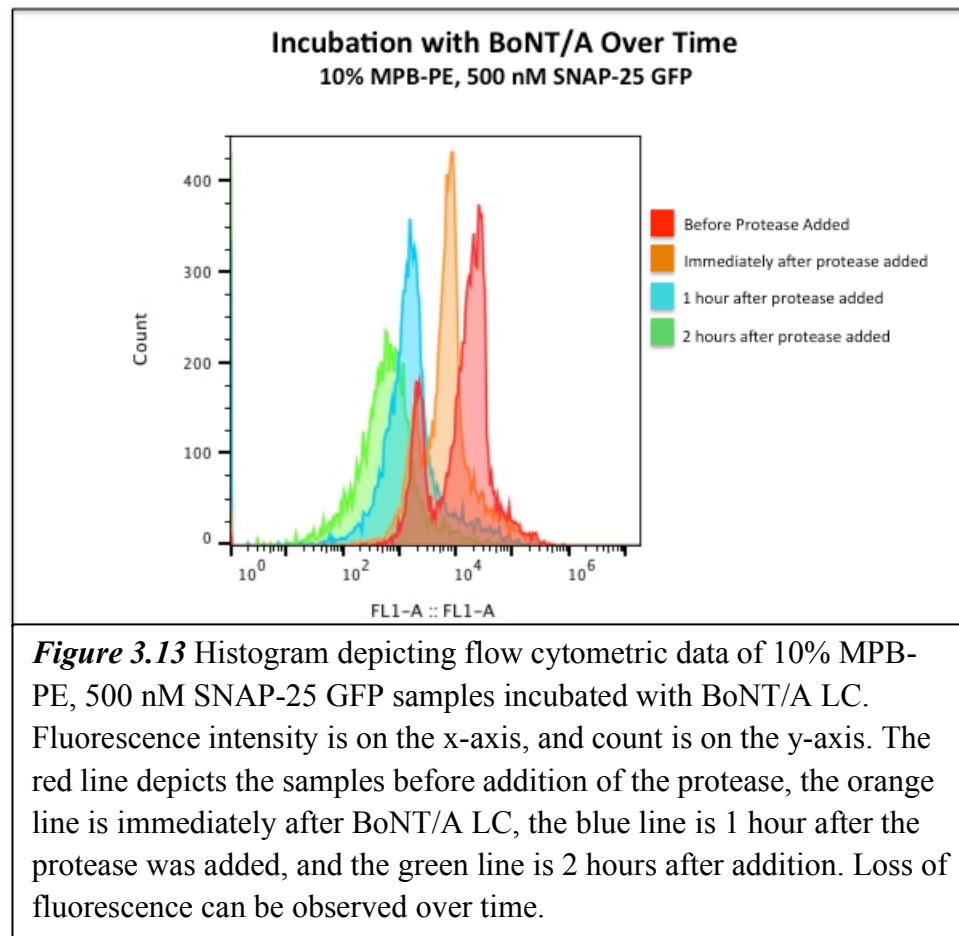 Incubation with BoNT/A Over Time
10% MPB-PE, 500 nM SNAP-25 GFP
400
300
200
100
0
Count
10^0 10^2 10^4 10^6
FL1-A :: FL1-A
Before Protease Added
Immediately after protease added
1 hour after protease added
2 hours after protease added
Figure 3.13 Histogram depicting flow cytometric data of 10% MPB-
PE, 500 nM SNAP-25 GFP samples incubated with BoNT/A LC.
Fluorescence intensity is on the x-axis, and count is on the y-axis. The
red line depicts the samples before addition of the protease, the orange
line is immediately after BoNT/A LC, the blue line is 1 hour after the
protease was added, and the green line is 2 hours after addition. Loss of
fluorescence can be observed over time.